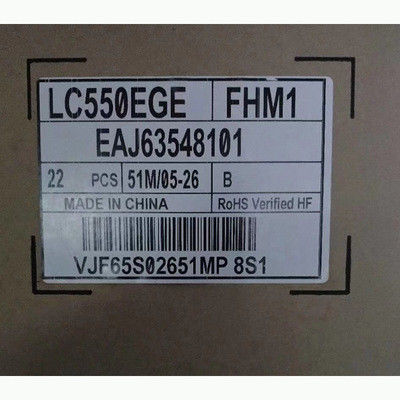 LC550EGE FHM1
EAJ63548101
22 PCS 51M/05-26 B
MADE IN CHINA RoHS Verified HF
VJF65S02651MP 8S1